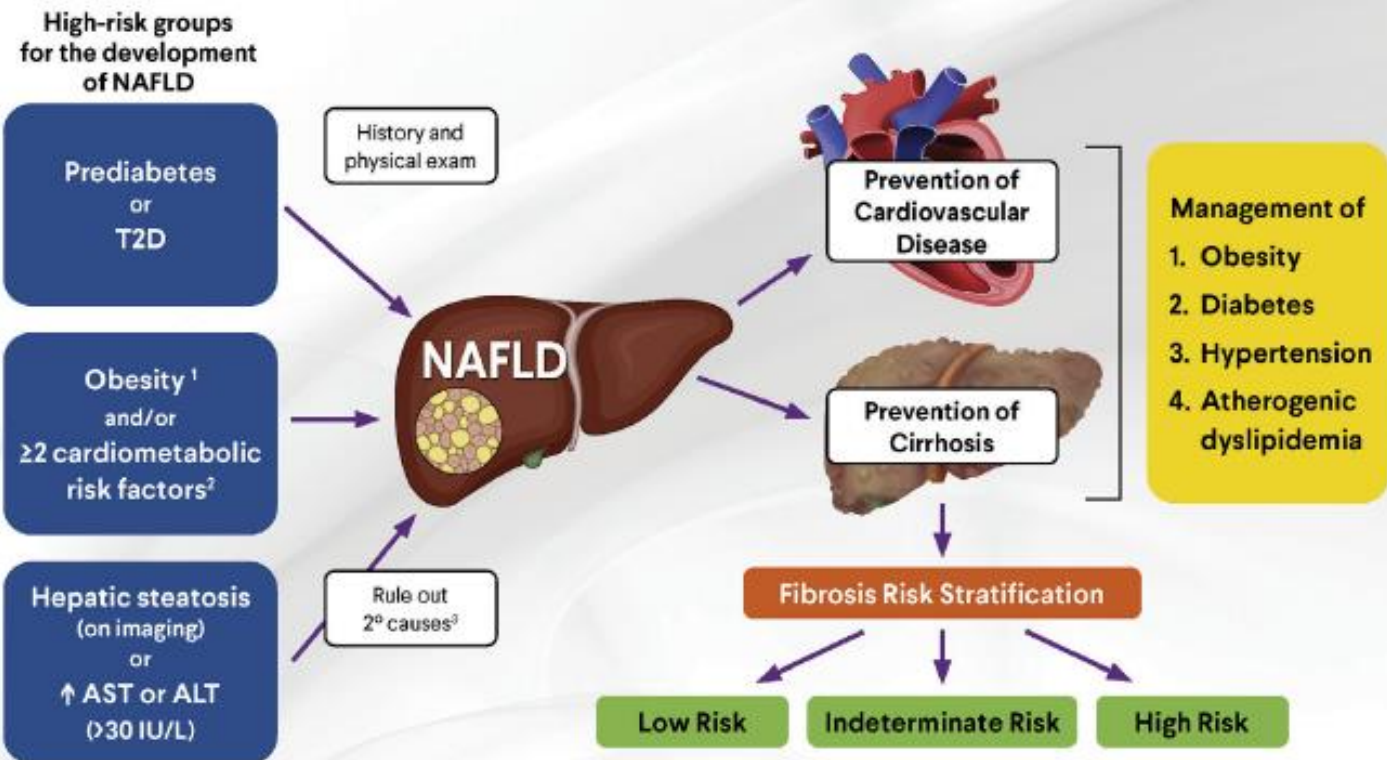 High-risk groups
for the development
of NAFLD
Prediabetes
or
T2D
Obesity ¹
and/or
≥2 cardiometabolic
risk factors²
Hepatic steatosis
(on imaging)
or
↑ AST or ALT
(>30 IU/L)
History and
physical exam
Rule out
2º causes³
NAFLD
Prevention of
Cardiovascular
Disease
Prevention of
Cirrhosis
Management of
1. Obesity
2. Diabetes
3. Hypertension
4. Atherogenic
dyslipidemia
Fibrosis Risk Stratification
Low Risk
Indeterminate Risk
High Risk